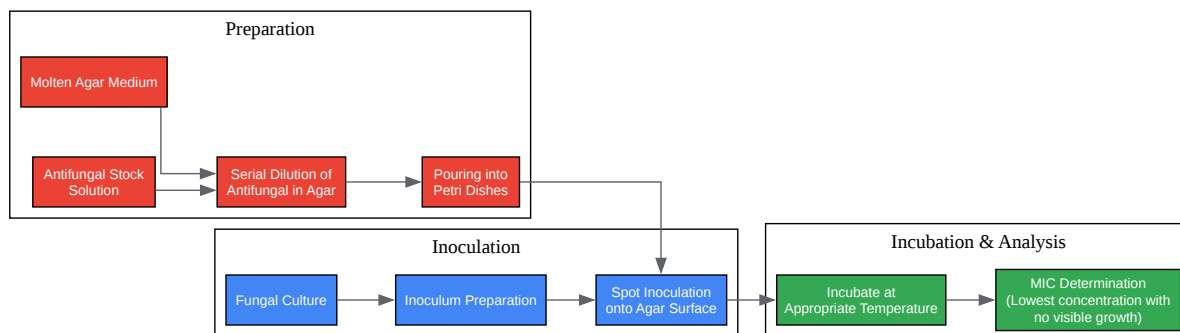 Preparation
Molten Agar Medium
Antifungal Stock
Solution
Serial Dilution of
Antifungal in Agar
Pouring into
Petri Dishes
Inoculation
Fungal Culture
Inoculum Preparation
Spot Inoculation
onto Agar Surface
Incubation & Analysis
Incubate at
Appropriate Temperature
MIC Determination
(Lowest concentration with
no visible growth)